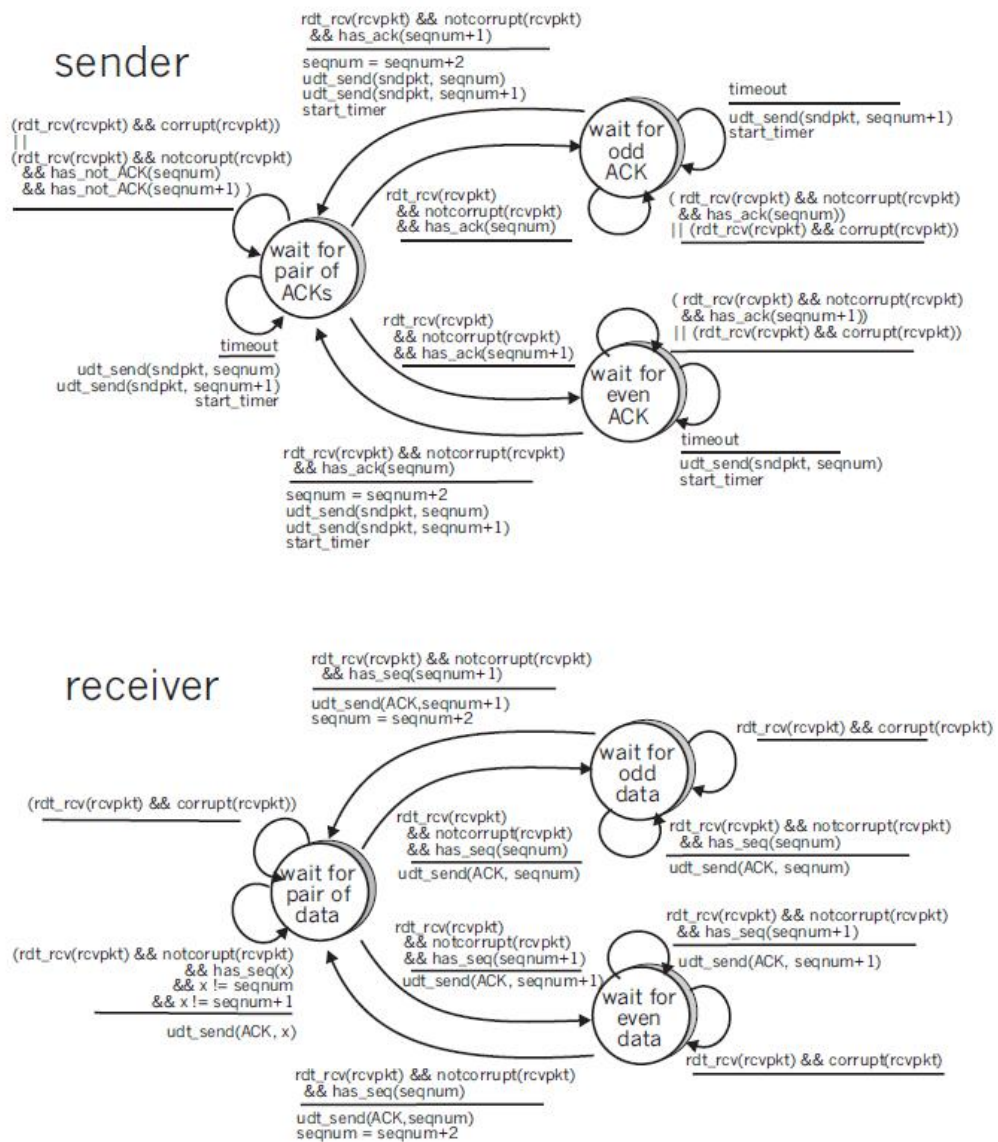 rdt_rcv(rcvpkt) && notcorrupt(rcvpkt)
&& has_ack(seqnum+1)
seqnum = seqnum+2
udt_send(sndpkt, seqnum)
udt_send(sndpkt, seqnum+1)
start_timer
sender
timeout
udt_send(sndpkt, seqnum+1)
start_timer
(rdt_rcv(rcvpkt) && corrupt(rcvpkt))
||
(rdt_rcv(rcvpkt) && notcorupt(rcvpkt)
&& has_not_ACK(seqnum)
&& has_not_ACK(seqnum+1) )
wait for
odd
ACK
rdt_rcv(rcvpkt)
&& notcorrupt(rcvpkt)
&& has_ack(seqnum)
( rdt_rcv(rcvpkt) && notcorrupt(rcvpkt)
&& has_ack(seqnum))
|| (rdt_rcv(rcvpkt) && corrupt(rcvpkt))
wait for
pair of
ACKs
timeout
udt_send(sndpkt, seqnum)
udt_send(sndpkt, seqnum+1)
start_timer
rdt_rcv(rcvpkt)
&& notcorrupt(rcvpkt)
&& has_ack(seqnum+1)
( rdt_rcv(rcvpkt) && notcorrupt(rcvpkt)
&& has_ack(seqnum+1))
|| (rdt_rcv(rcvpkt) && corrupt(rcvpkt))
wait for
even
ACK
timeout
udt_send(sndpkt, seqnum)
start_timer
rdt_rcv(rcvpkt) && notcorrupt(rcvpkt)
&& has_ack(seqnum)
seqnum = seqnum+2
udt_send(sndpkt, seqnum)
udt_send(sndpkt, seqnum+1)
start_timer
receiver
rdt_rcv(rcvpkt) && notcorrupt(rcvpkt)
&& has_seq(seqnum+1)
udt_send(ACK,seqnum+1)
seqnum = seqnum+2
rdt_rcv(rcvpkt) && corrupt(rcvpkt)
wait for
odd
data
(rdt_rcv(rcvpkt) && corrupt(rcvpkt))
rdt_rcv(rcvpkt)
&& notcorrupt(rcvpkt)
&& has_seq(seqnum)
udt_send(ACK, seqnum)
rdt_rcv(rcvpkt) && notcorrupt(rcvpkt)
&& has_seq(seqnum)
udt_send(ACK, seqnum)
wait for
pair of
data
(rdt_rcv(rcvpkt) && notcorupt(rcvpkt)
&& has_seq(x)
&& x != seqnum
&& x != seqnum+1
udt_send(ACK, x)
rdt_rcv(rcvpkt)
&& notcorrupt(rcvpkt)
&& has_seq(seqnum+1)
udt_send(ACK, seqnum+1)
rdt_rcv(rcvpkt) && notcorrupt(rcvpkt)
&& has_seq(seqnum+1)
udt_send(ACK, seqnum+1)
wait for
even
data
rdt_rcv(rcvpkt) && corrupt(rcvpkt)
rdt_rcv(rcvpkt) && notcorrupt(rcvpkt)
&& has_seq(seqnum)
udt_send(ACK,seqnum)
seqnum = seqnum+2